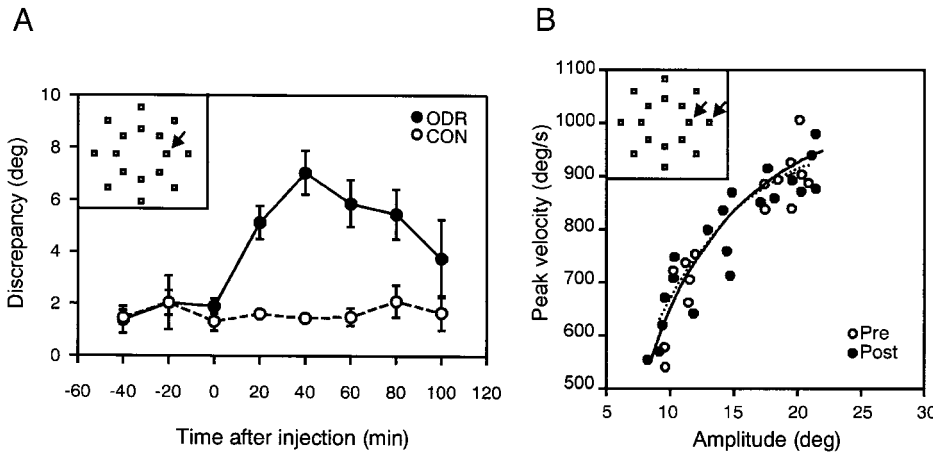 A
Discrepancy (deg)
10
8
6
4
2
0
ODR
CON
-60 -40 -20 0 20 40 60 80 100 120
Time after injection (min)
B
Peak velocity (deg/s)
1100
1000
900
800
700
600
500
Pre
Post
5 10 15 20 25 30
Amplitude (deg)